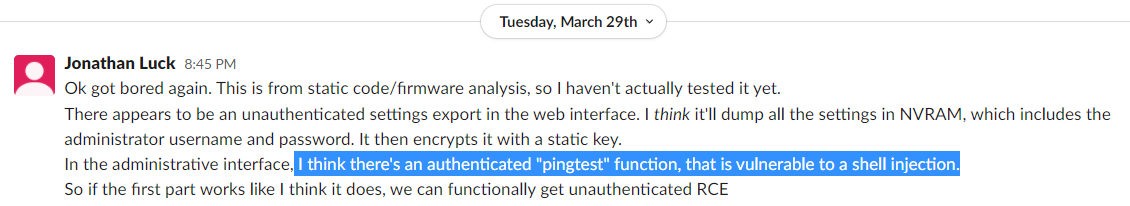 Tuesday, March 29th
Jonathan Luck 8:45 PM
Ok got bored again. This is from static code/firmware analysis, so I haven't actually tested it yet.
There appears to be an unauthenticated settings export in the web interface. I think it'll dump all the settings in NVRAM, which includes the
administrator username and password. It then encrypts it with a static key.
In the administrative interface, I think there's an authenticated "pingtest" function, that is vulnerable to a shell injection.
So if the first part works like I think it does, we can functionally get unauthenticated RCE